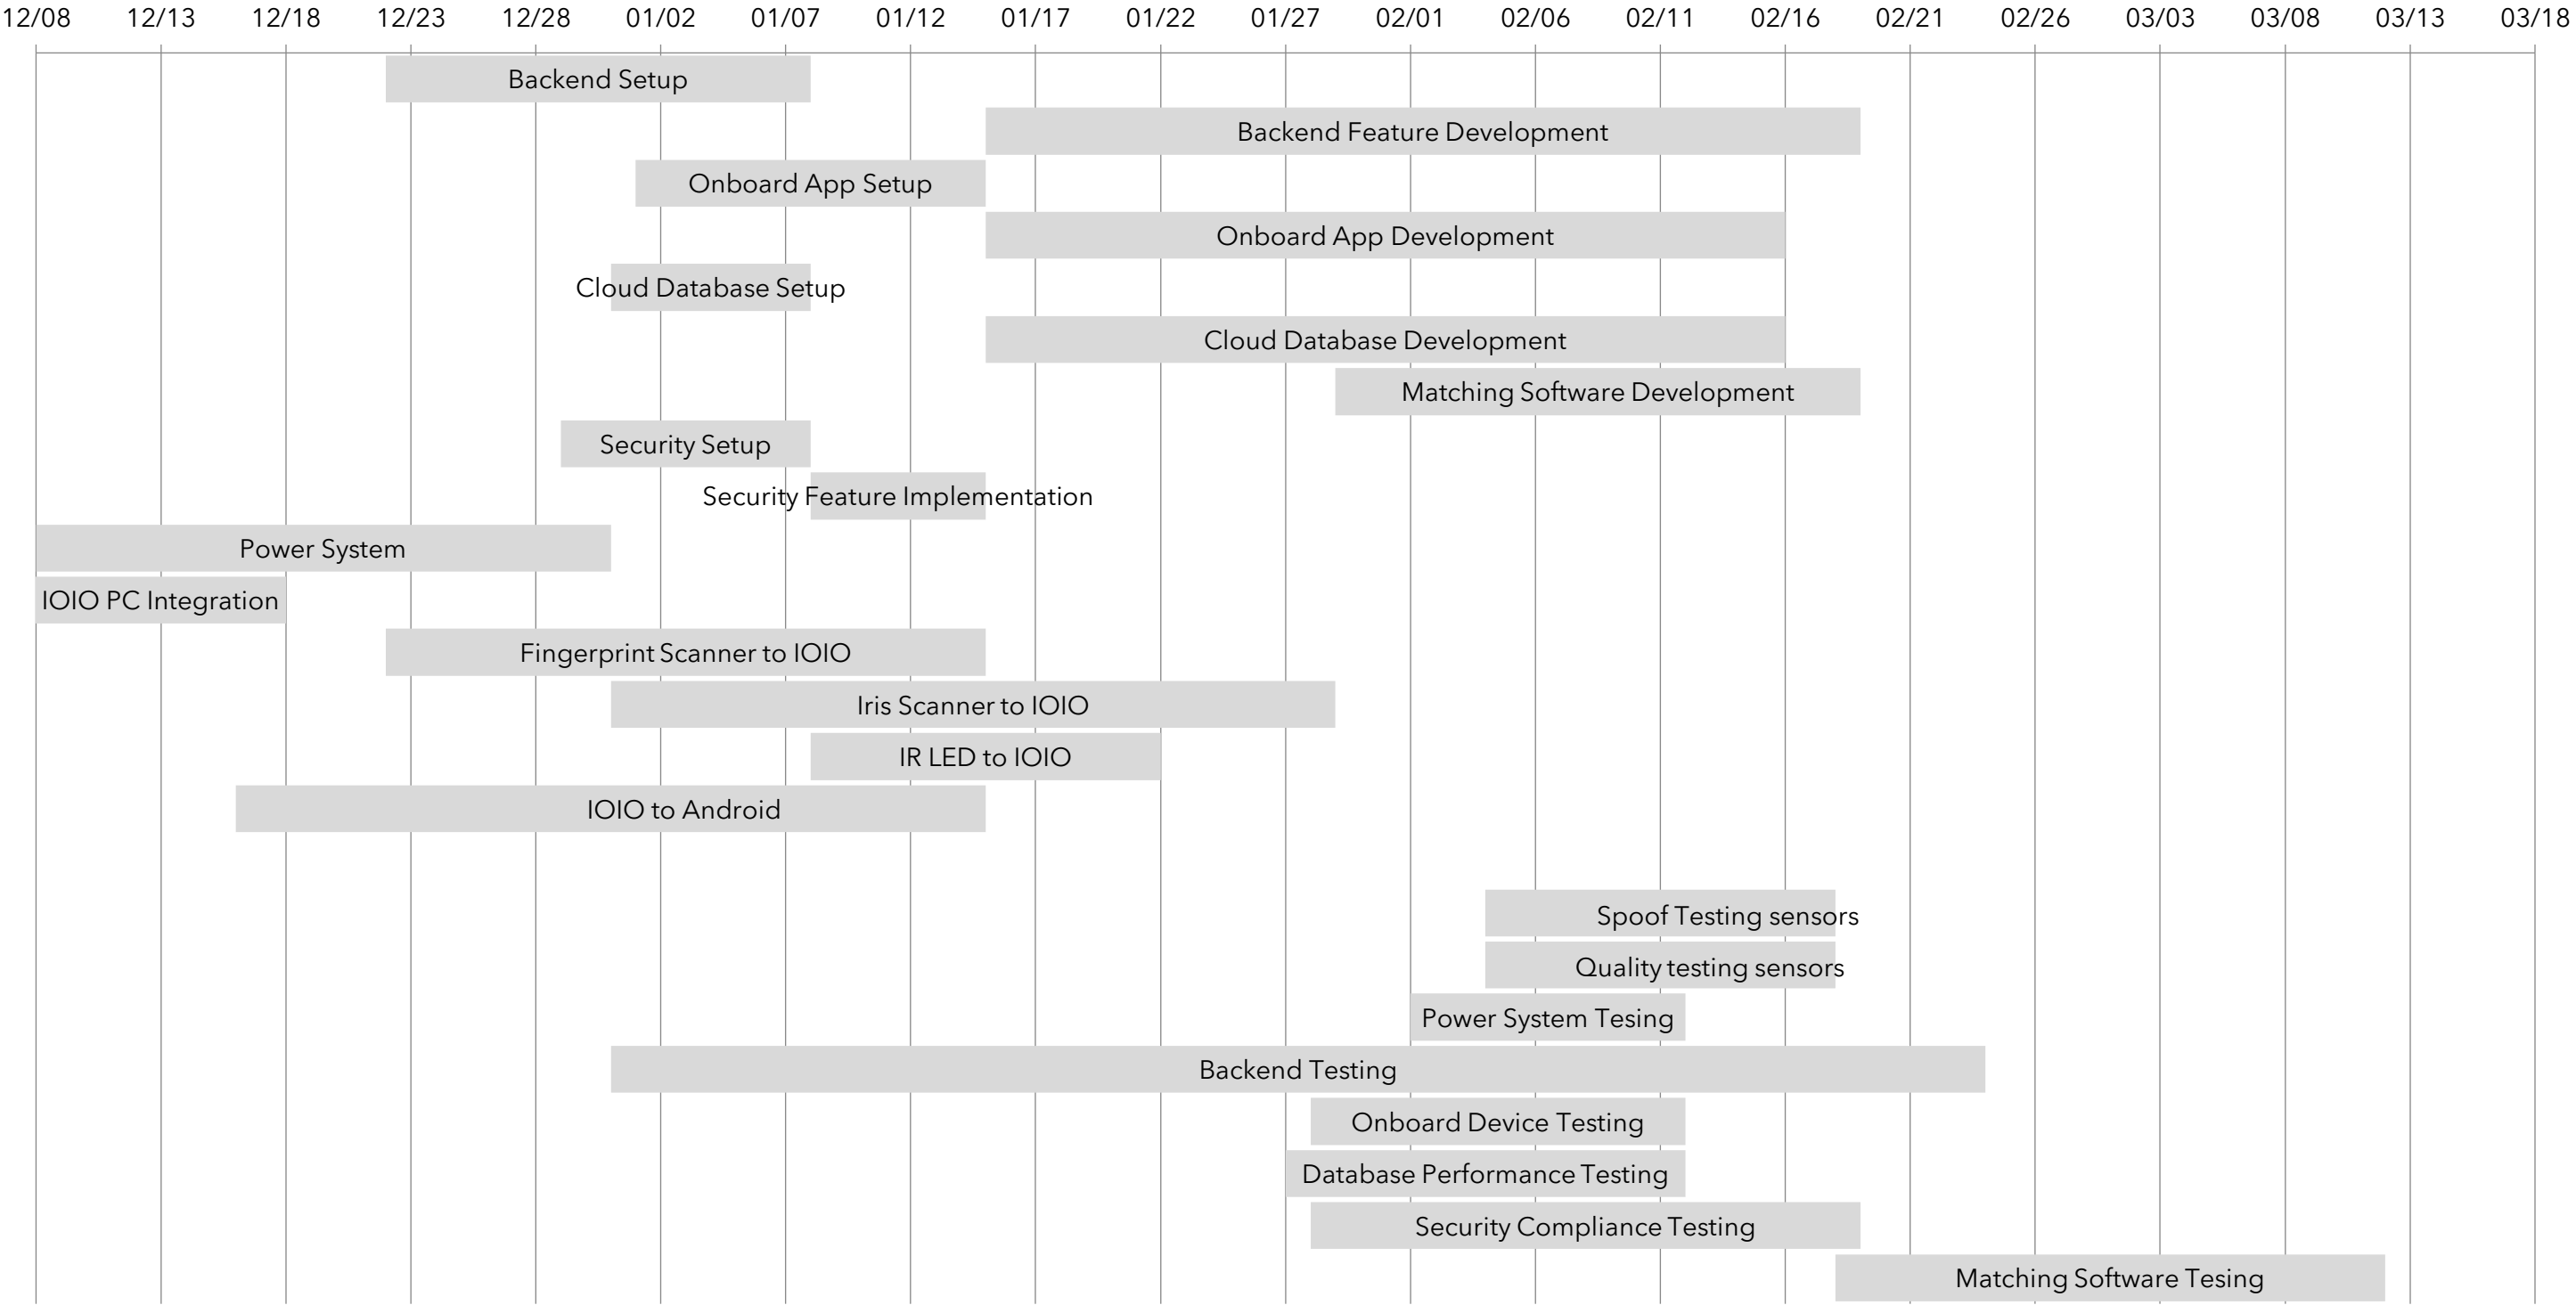 12/08 12/13 12/18 12/23 12/28 01/02 01/07 01/12 01/17 01/22 01/27 02/01 02/06 02/11 02/16 02/21 02/26 03/03 03/08 03/13 03/18
Backend Setup
Backend Feature Development
Onboard App Setup
Onboard App Development
Cloud Database Setup
Cloud Database Development
Matching Software Development
Security Setup
Security Feature Implementation
Power System
IOIO PC Integration
Fingerprint Scanner to IOIO
Iris Scanner to IOIO
IR LED to IOIO
IOIO to Android
Spoof Testing sensors
Quality testing sensors
Power System Tesing
Backend Testing
Onboard Device Testing
Database Performance Testing
Security Compliance Testing
Matching Software Tesing